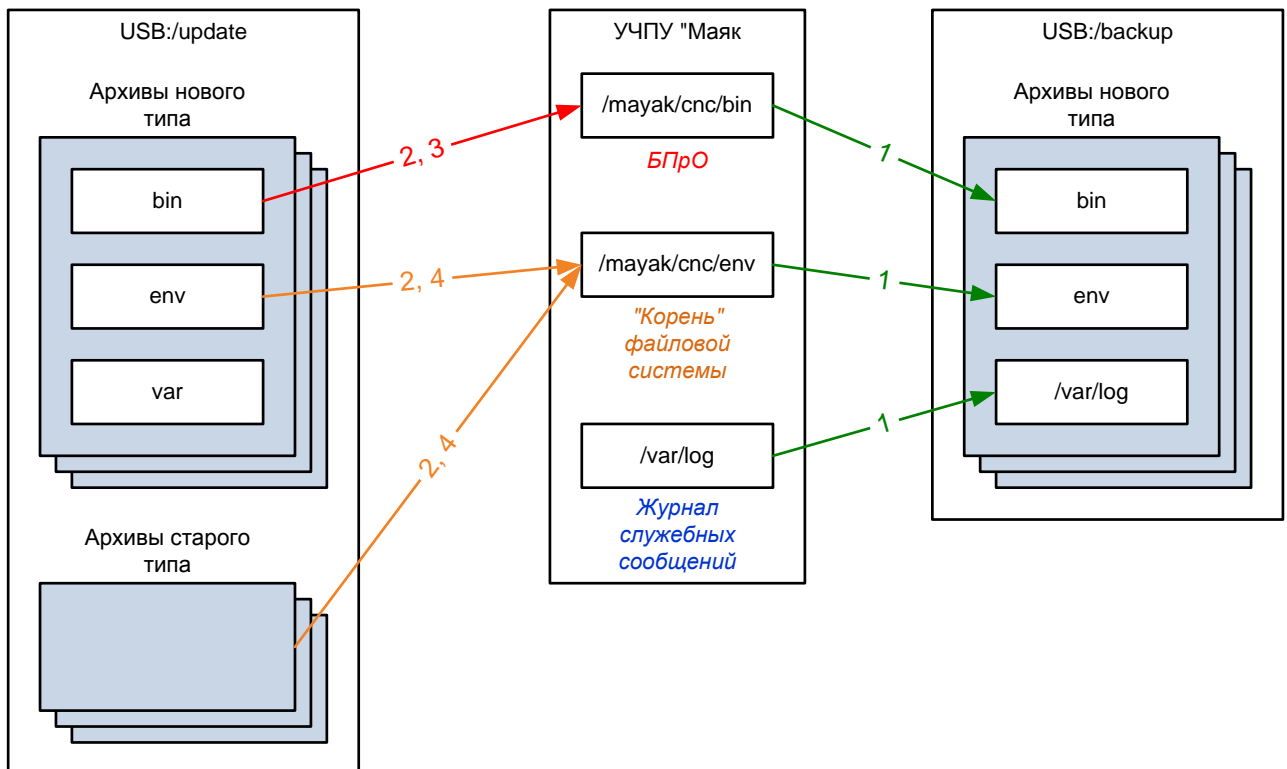 USB:/update
Архивы нового
типа
bin
env
var
Архивы старого
типа
2, 3
2, 4
2, 4
УЧПУ "Маяк
/mayak/cnc/bin
БПрО
/mayak/cnc/env
"Корень"
файловой
системы
/var/log
Журнал
служебных
сообщений
1
1
1
USB:/backup
Архивы нового
типа
bin
env
/var/log